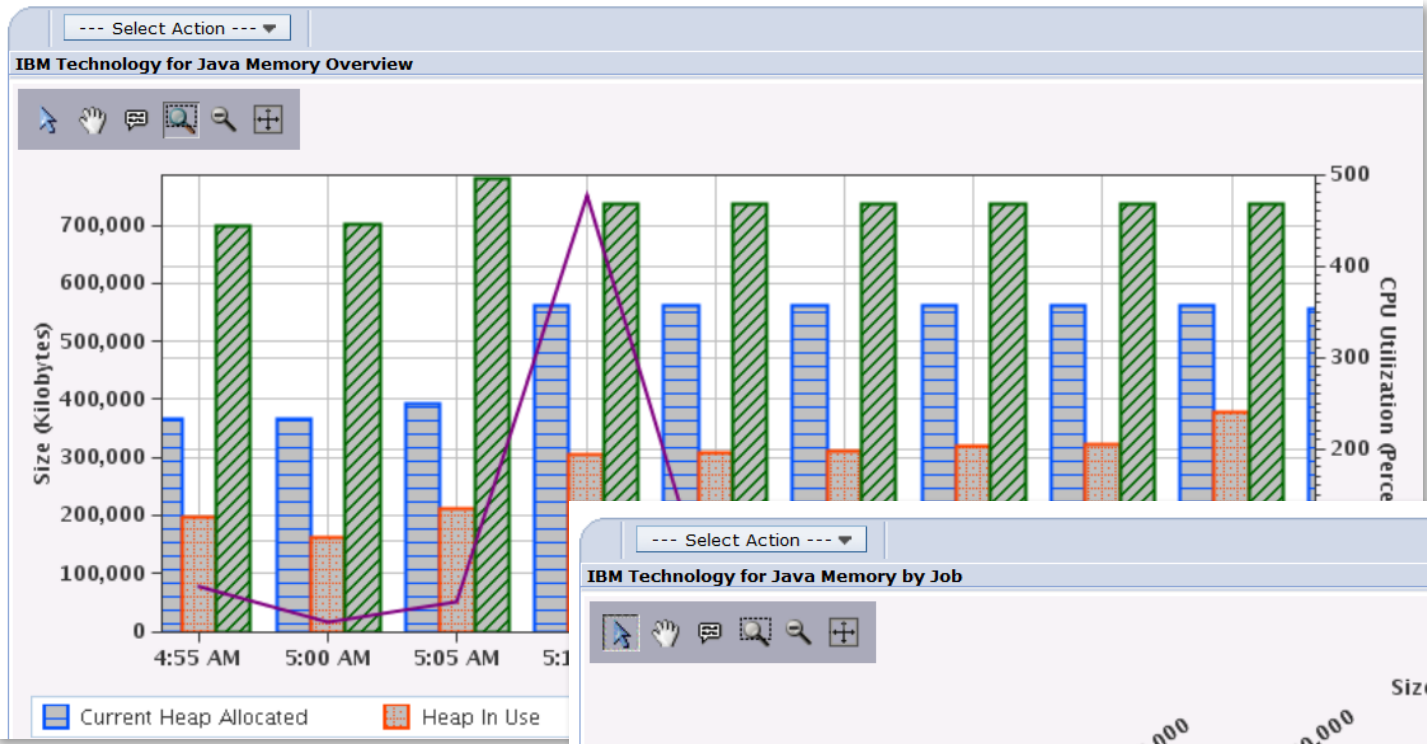 --- Select Action ---
IBM Technology for Java Memory Overview
500
700,000
600,000
400
500,000
300
400,000
300,000
200
200,000
100,000
0
Size (Kilobytes)
CPU Utilization
4:55 AM
5:00 AM
5:05 AM
Current Heap Allocated
Heap In Use
--- Select Action ---
IBM Technology for Java Memory by Job